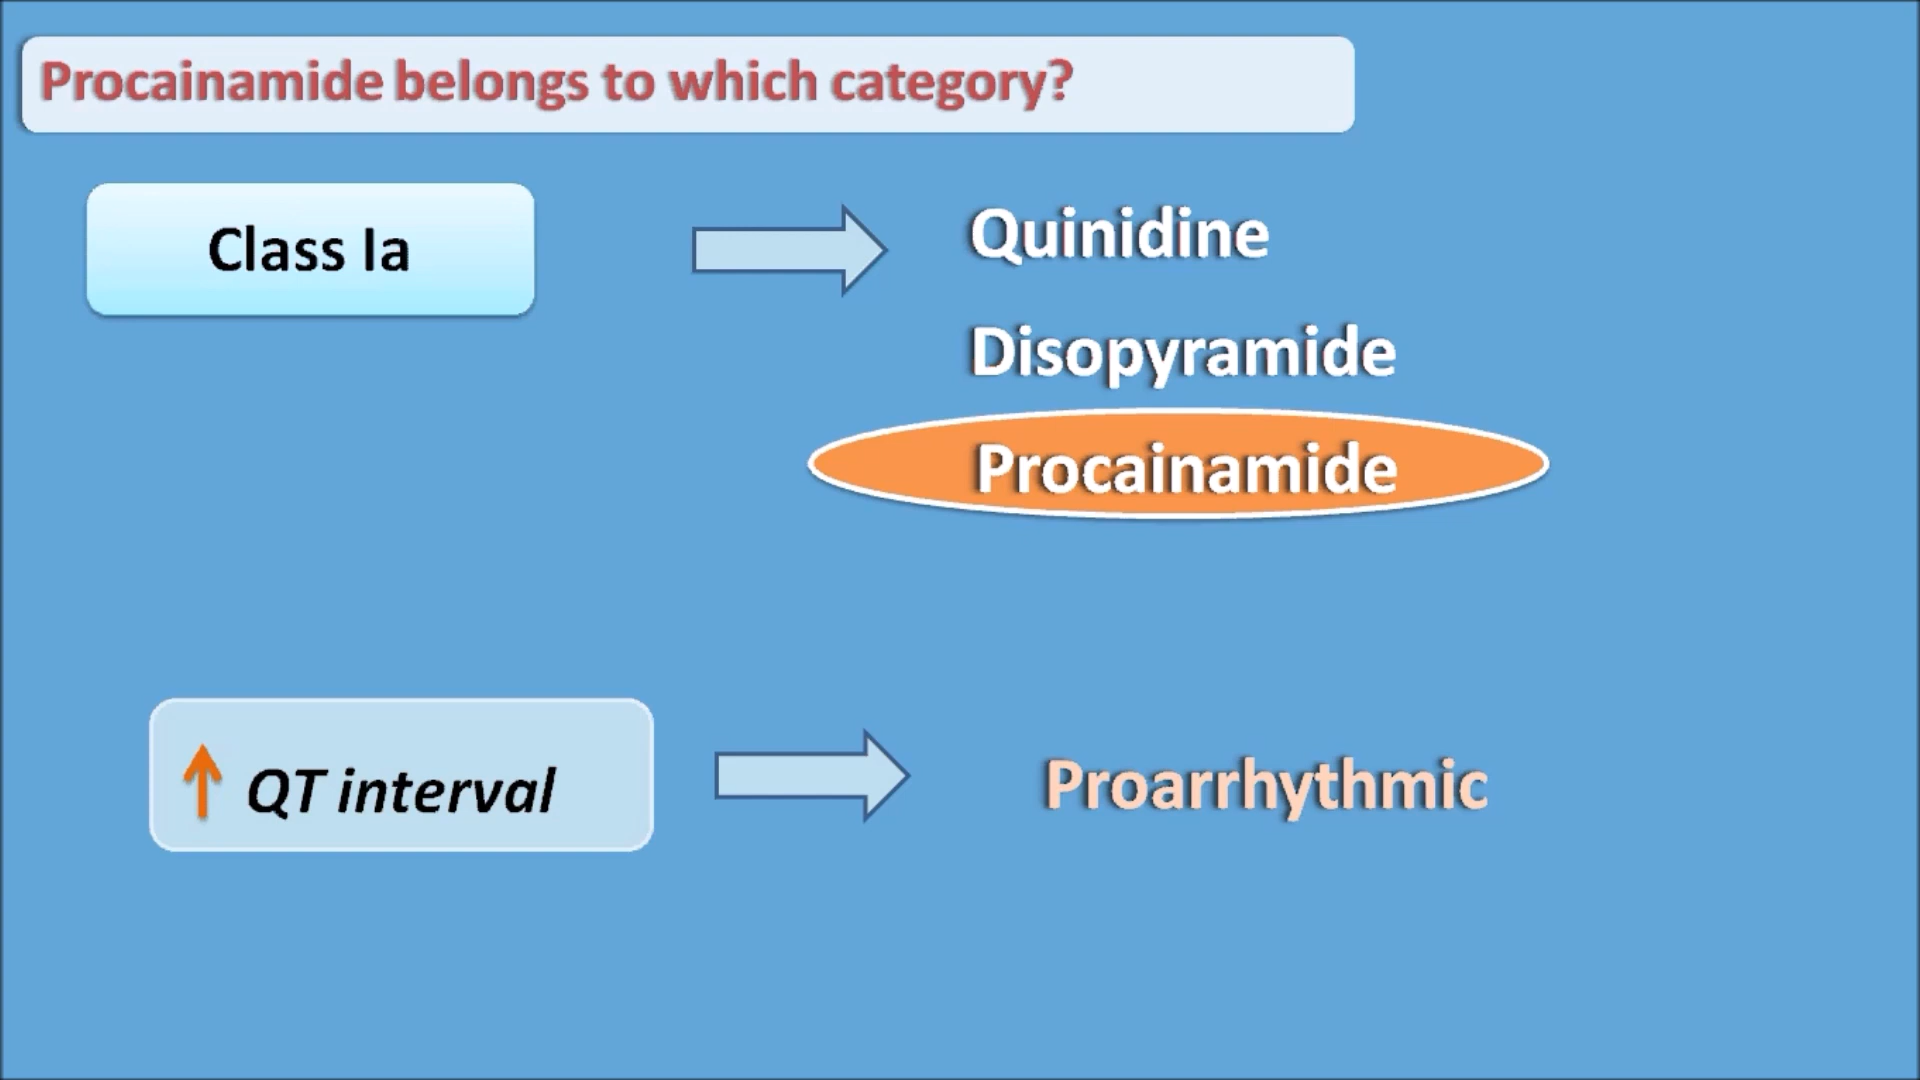 Procainamide belongs to which category?
Class Ia
Quinidine
Disopyramide
Procainamide
↑ QT interval
Proarrhythmic